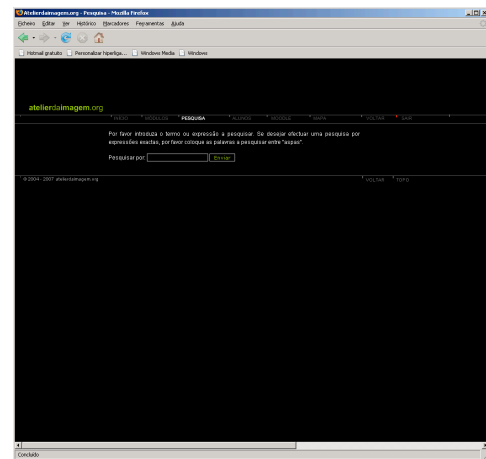 Atelierdaimagem.org - Pesquisa - Mozilla Firefox
Ficheiro Editar Ver Histórico Marcadores Ferramentas Ajuda
Hotmail gratuito Personalizar hiperliga... Windows Media Windows
atelierdaimagem.org
INÍCIO MÓDULOS PESQUISA ALUNOS MOODLE MAPA VOLTAR SAIR
Por favor introduza o termo ou expressão a pesquisar. Se desejar efectuar uma pesquisa por
expressões exactas, por favor coloque as palavras a pesquisar entre "aspas".
Pesquisar por: Enviar
© 2004 - 2007 atelierdaimagem.org VOLTAR TOPO
Concluído